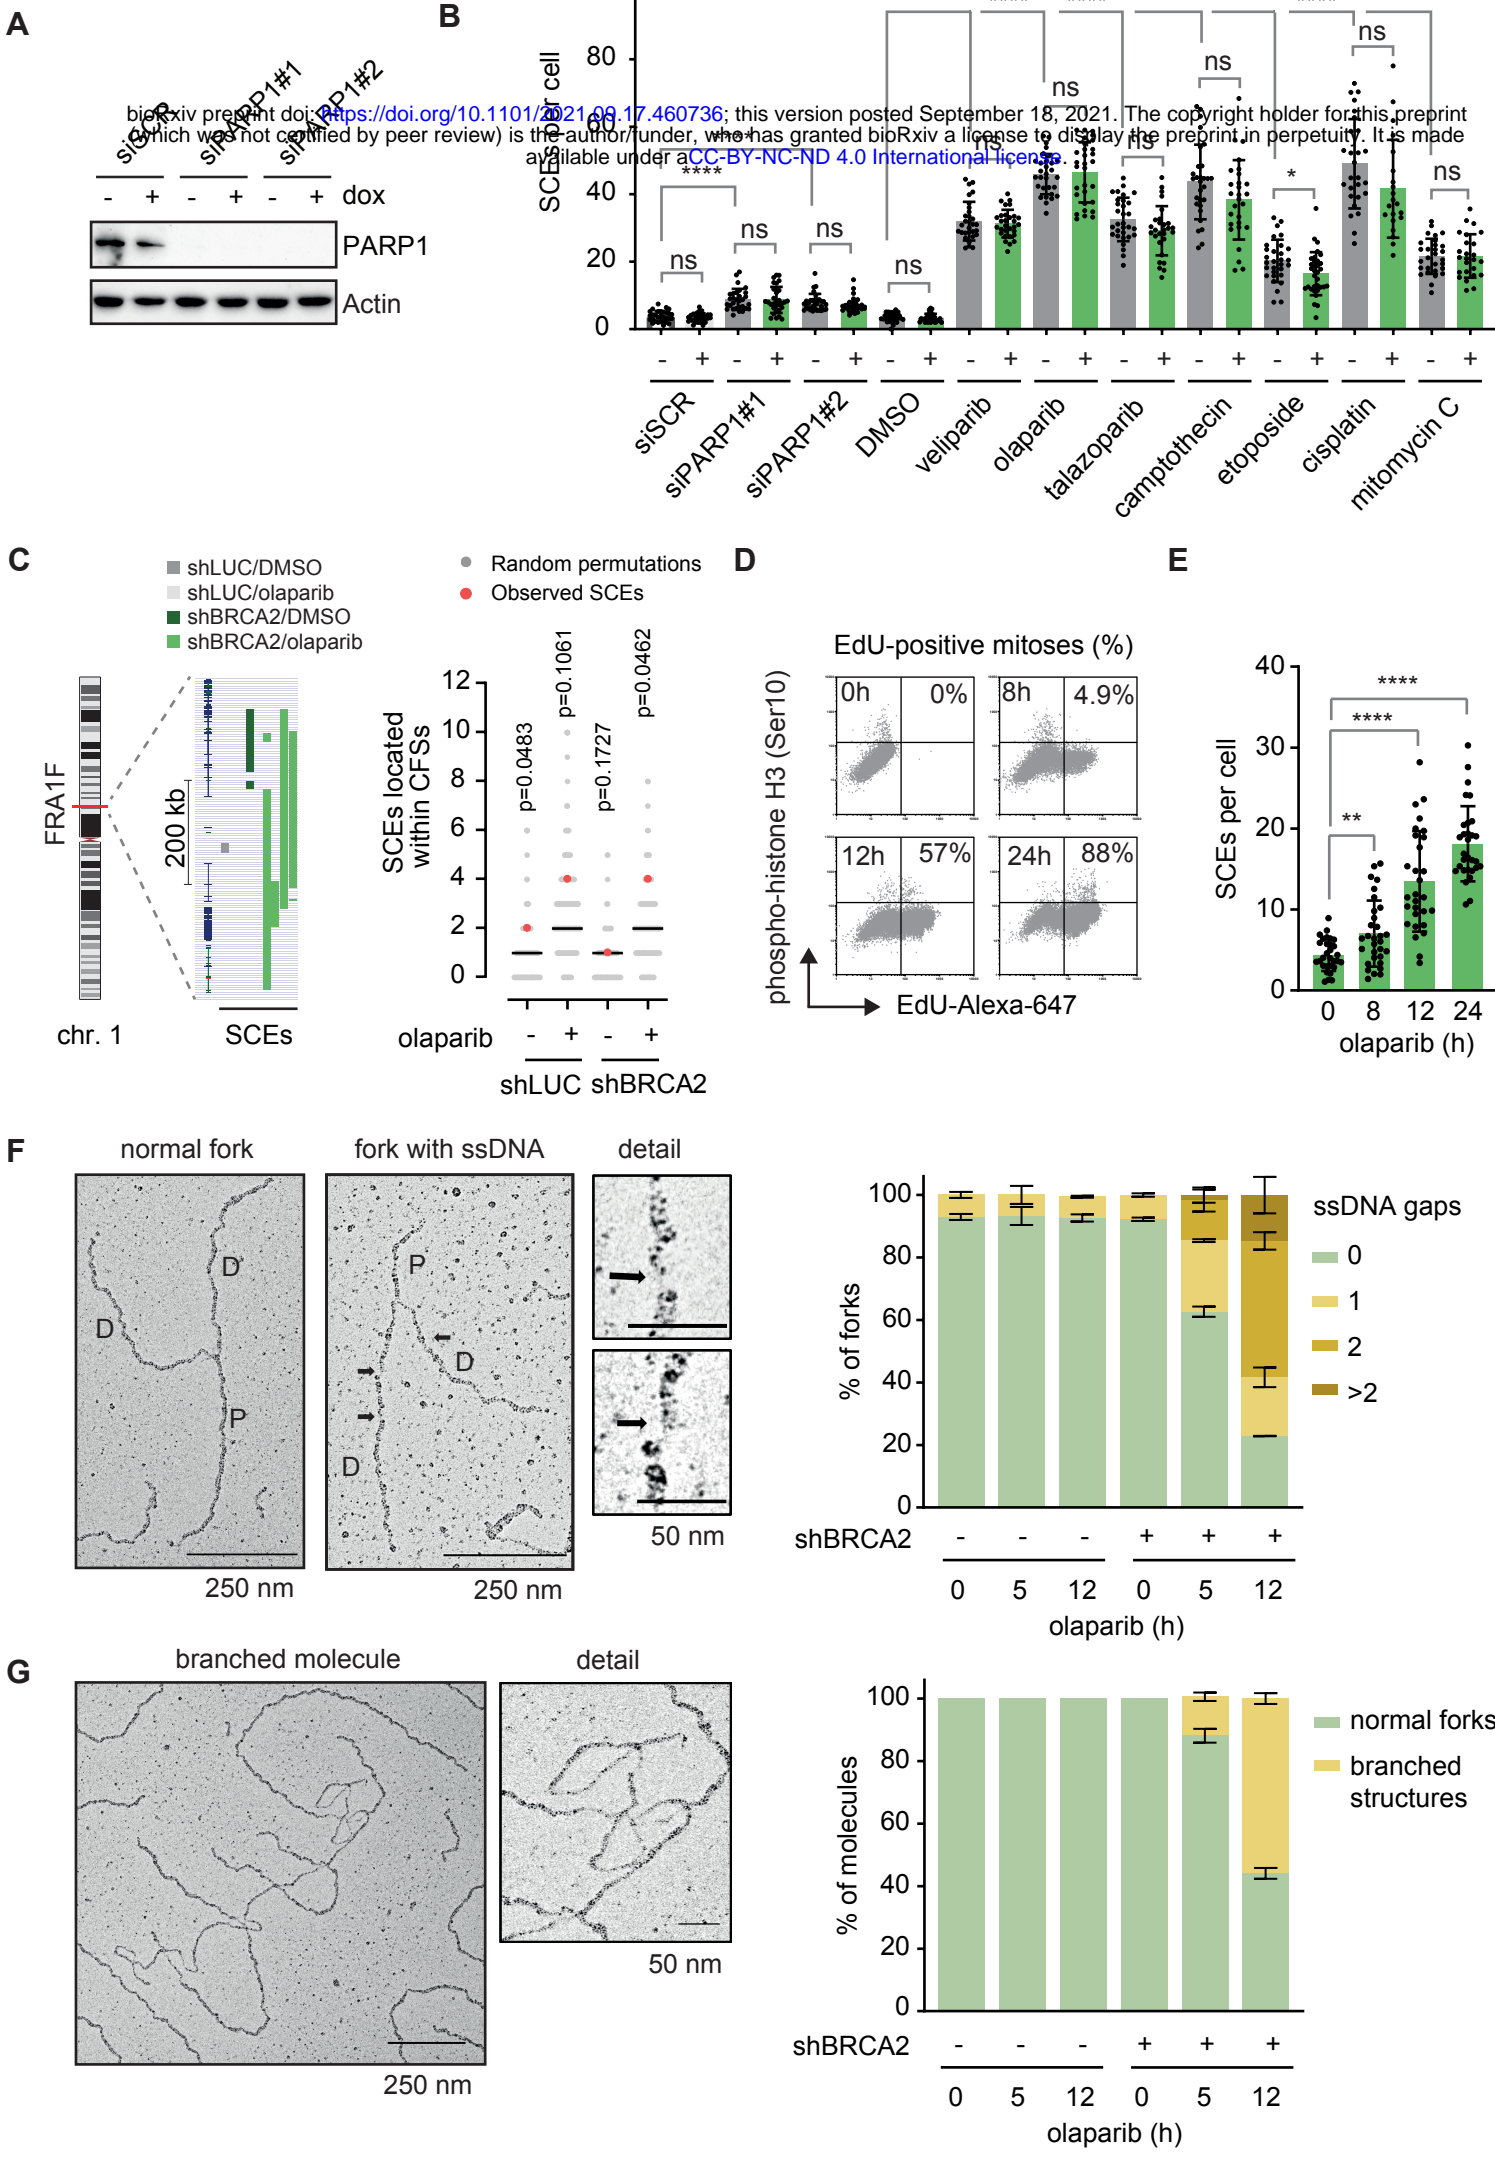 A
B
siSCR
siPARP1#1
siPARP1#2
- + - + - + dox
PARP1
Actin
bioRxiv preprint doi: https://doi.org/10.1101/2021.09.17.460736; this version posted September 18, 2021. The copyright holder for this preprint
(which was not certified by peer review) is the author/funder, who has granted bioRxiv a license to display the preprint in perpetuity. It is made
available under aCC-BY-NC-ND 4.0 International license.
SCEs per cell
80
60
40
20
0
ns
****
****
ns
ns
ns
ns
ns
ns
ns
*
ns
ns
- + - + - + - + - + - + - + - + - + - + - +
siSCR
siPARP1#1
siPARP1#2
DMSO
veliparib
olaparib
talazoparib
camptothecin
etoposide
cisplatin
mitomycin C
C
shLUC/DMSO
shLUC/olaparib
shBRCA2/DMSO
shBRCA2/olaparib
FRA1F
200 kb
chr. 1
SCEs
Random permutations
Observed SCEs
SCEs located
within CFSs
12
10
8
6
4
2
0
p=0.0483
p=0.1061
p=0.1727
p=0.0462
olaparib - + - +
shLUC shBRCA2
D
EdU-positive mitoses (%)
phospho-histone H3 (Ser10)
0h 0%
8h 4.9%
12h 57%
24h 88%
EdU-Alexa-647
E
SCEs per cell
40
30
20
10
0
****
****
**
0 8 12 24
olaparib (h)
F
normal fork
fork with ssDNA
detail
D
D
P
P
D
D
250 nm
250 nm
50 nm
% of forks
100
80
60
40
20
0
ssDNA gaps
0
1
2
>2
shBRCA2 - - - + + +
0 5 12 0 5 12
olaparib (h)
G
branched molecule
detail
250 nm
50 nm
% of molecules
100
80
60
40
20
0
normal forks
branched
structures
shBRCA2 - - - + + +
0 5 12 0 5 12
olaparib (h)